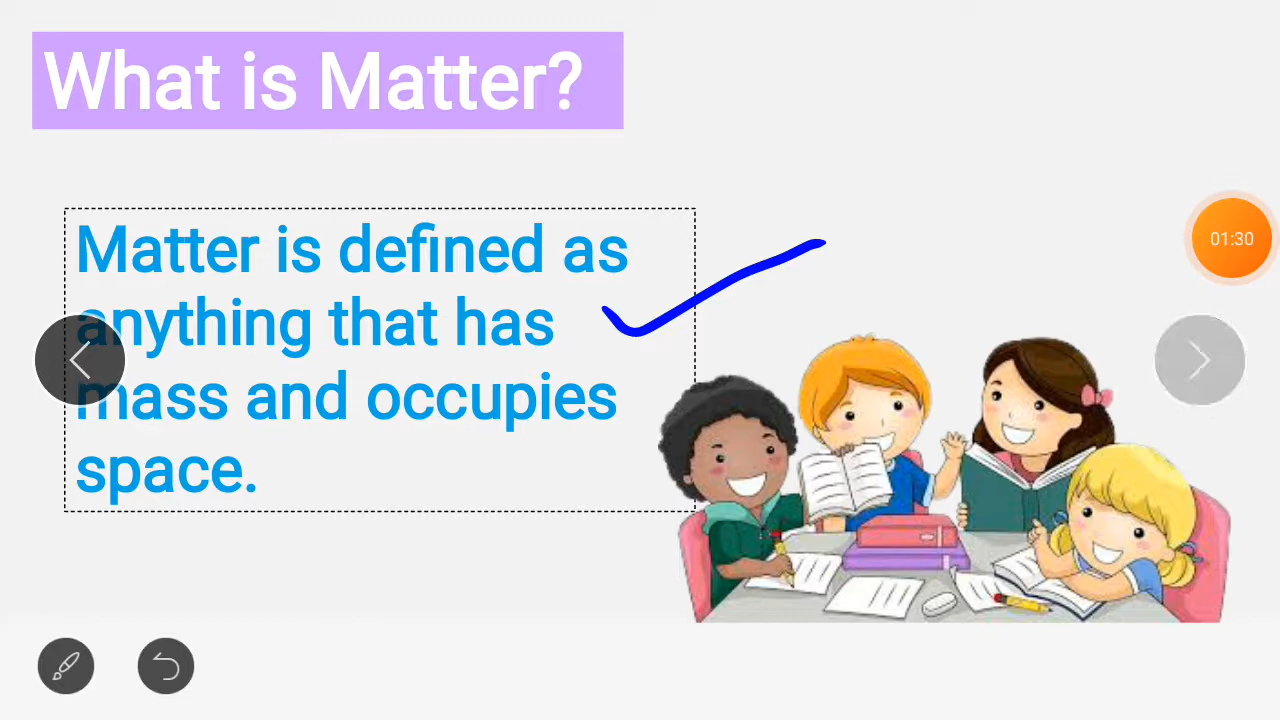 What is Matter?
Matter is defined as
anything that has
mass and occupies
space.
01:30